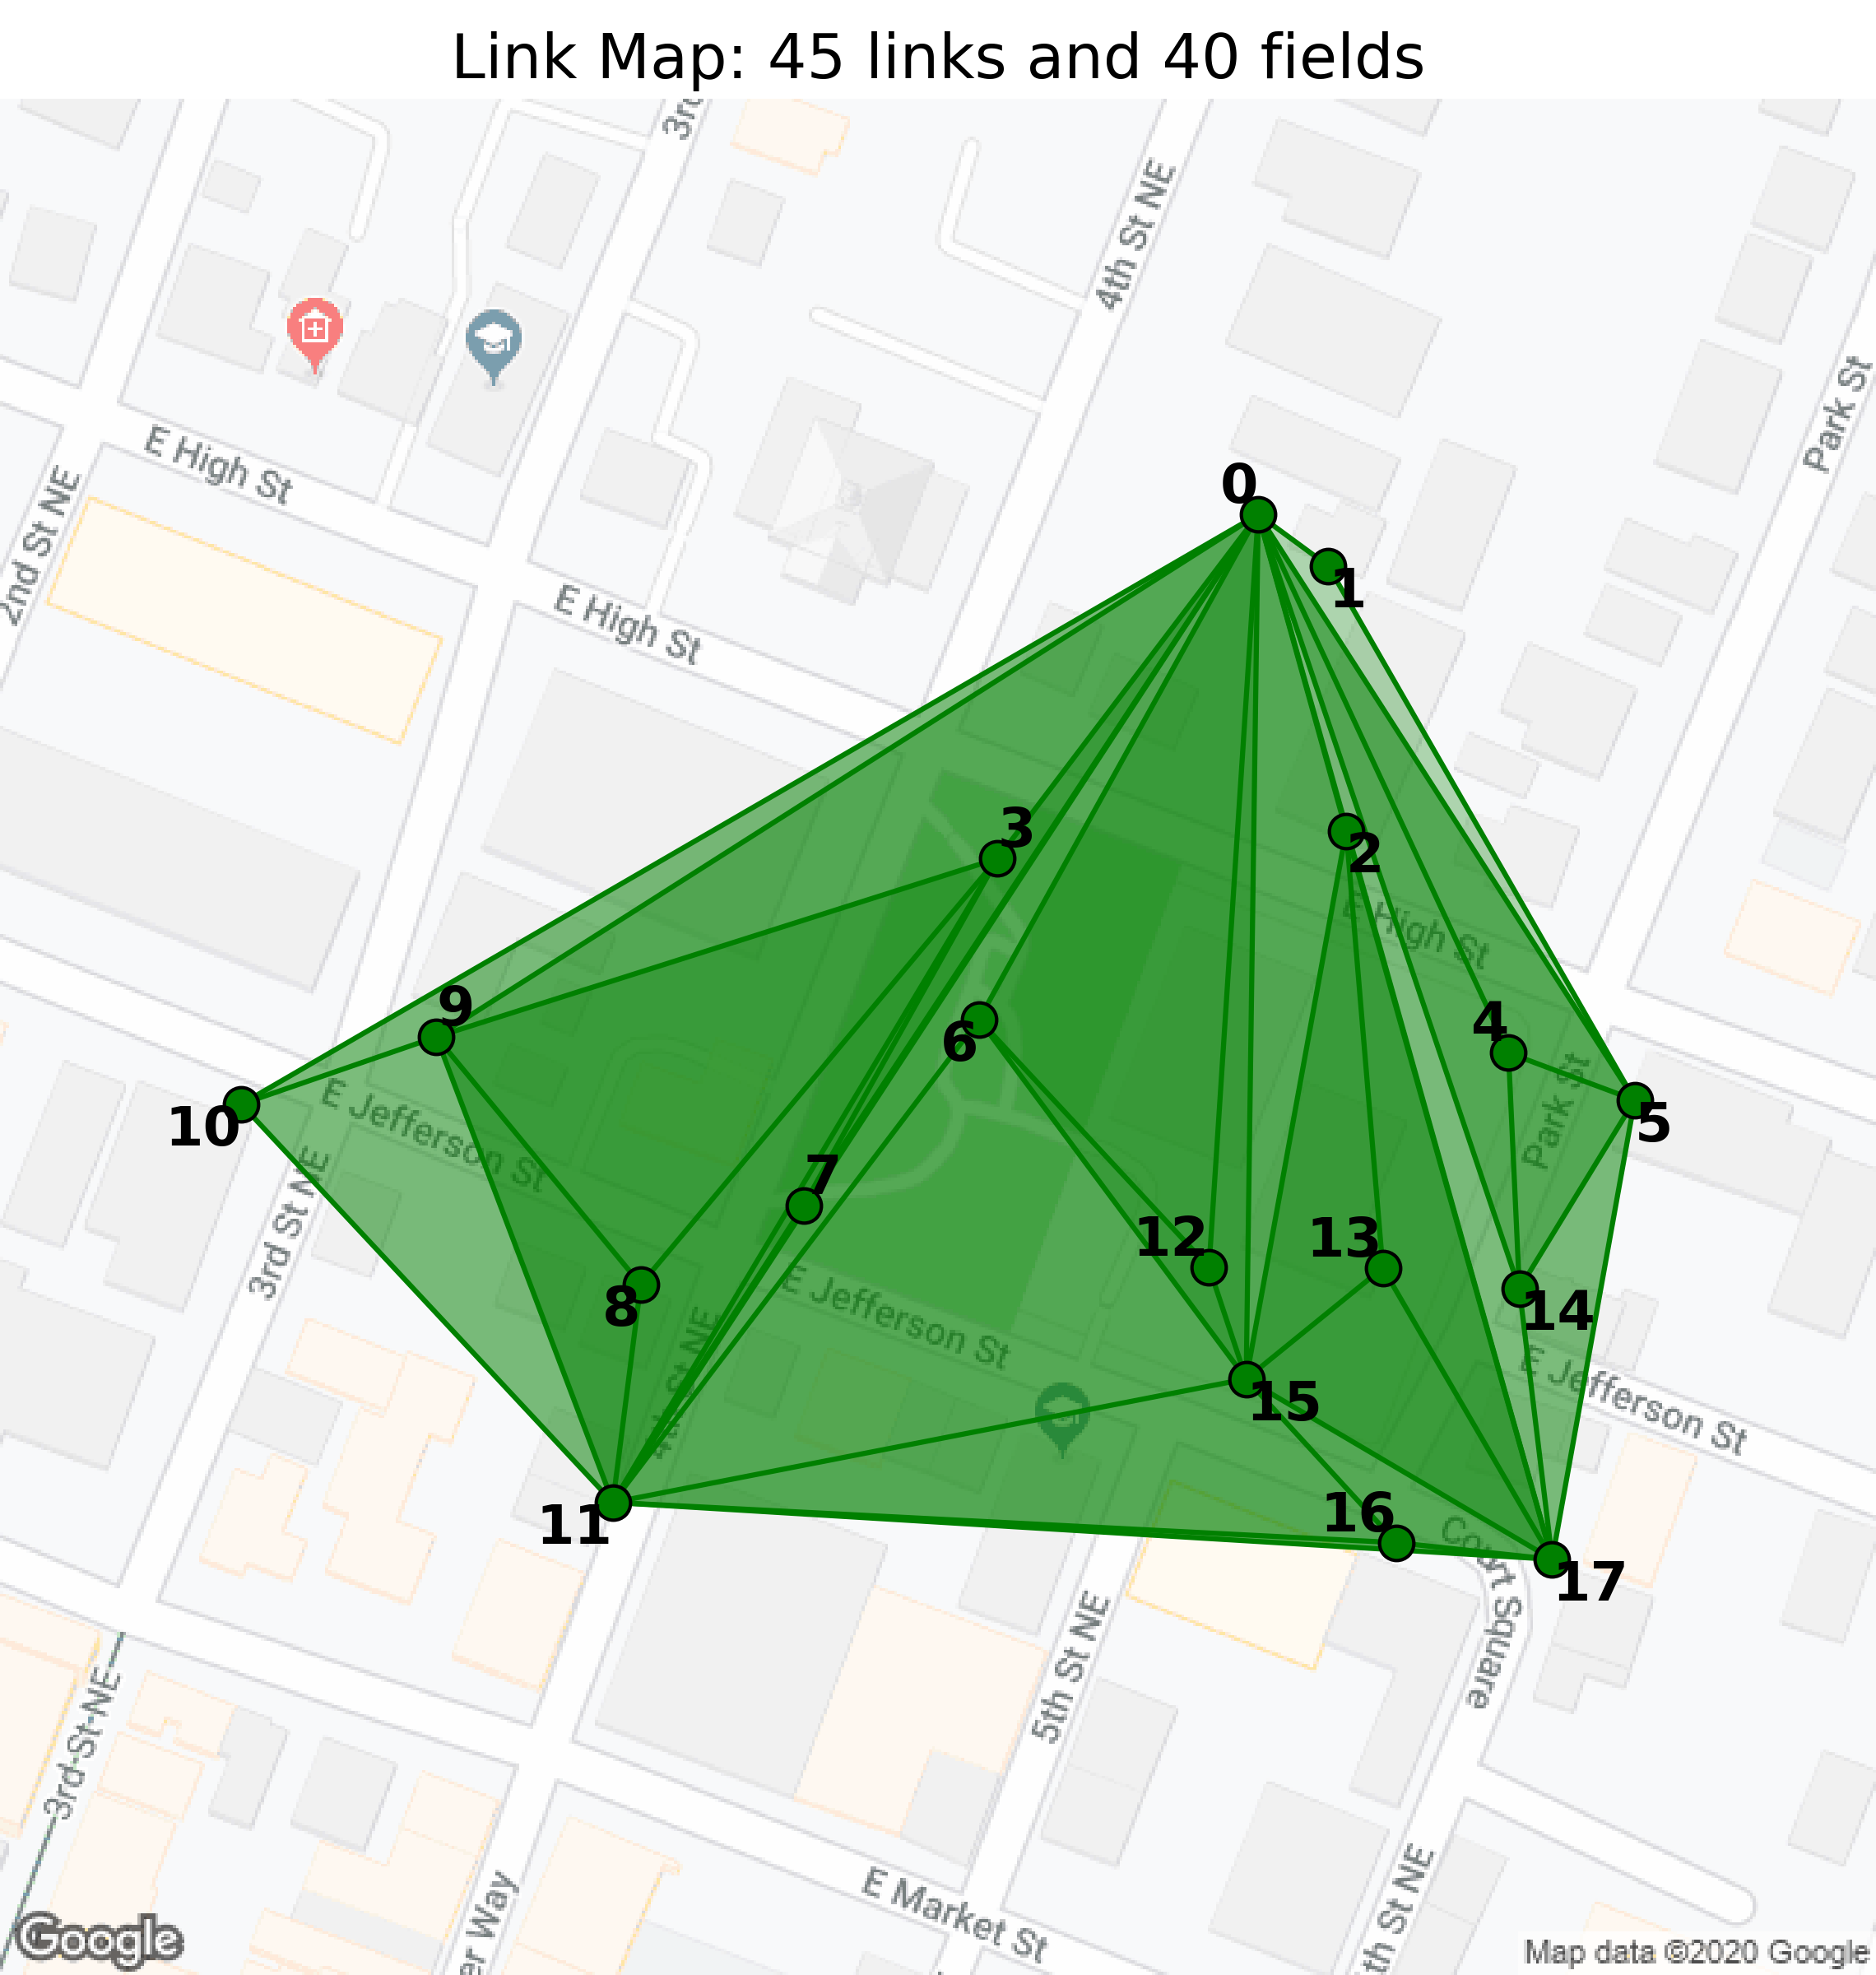 Link Map: 45 links and 40 fields
3rd
4th St NE
Park St
E High St
2nd St NE
0
1
E High St
3
2
E High St
9
4
6
5
10
E Jefferson St
Park St
7
3rd St NE
12
13
8
E Jefferson St
14
4th St NE
E Jefferson St
15
11
16
Court Square
17
5th St NE
3rd St NE
E Market St
er Way
th St NE
Google
Map data ©2020 Google